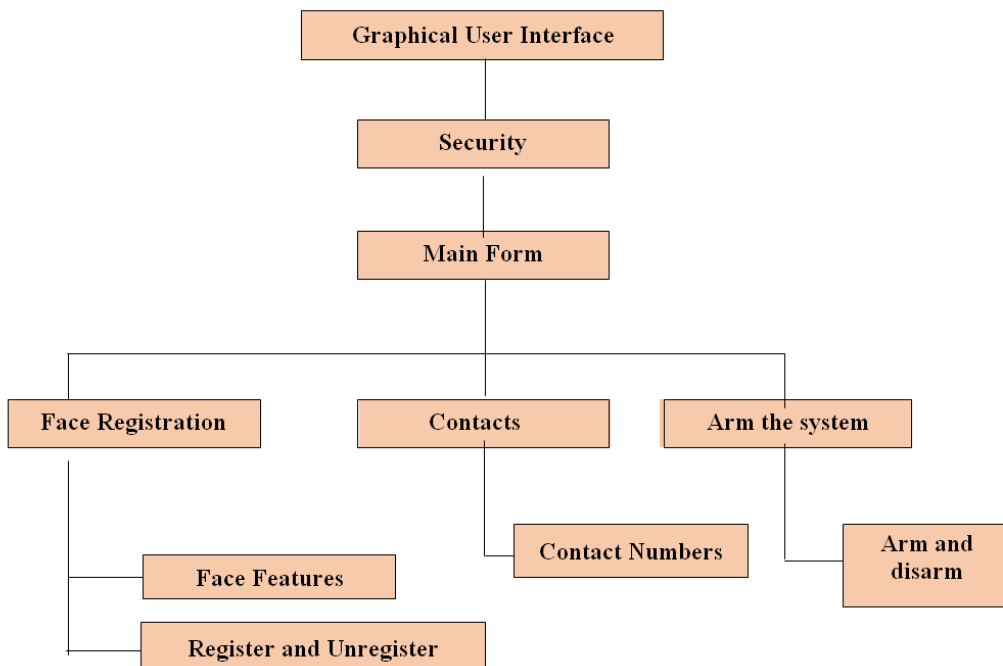 Graphical User Interface
Security
Main Form
Face Registration
Contacts
Arm the system
Contact Numbers
Arm and
disarm
Face Features
Register and Unregister